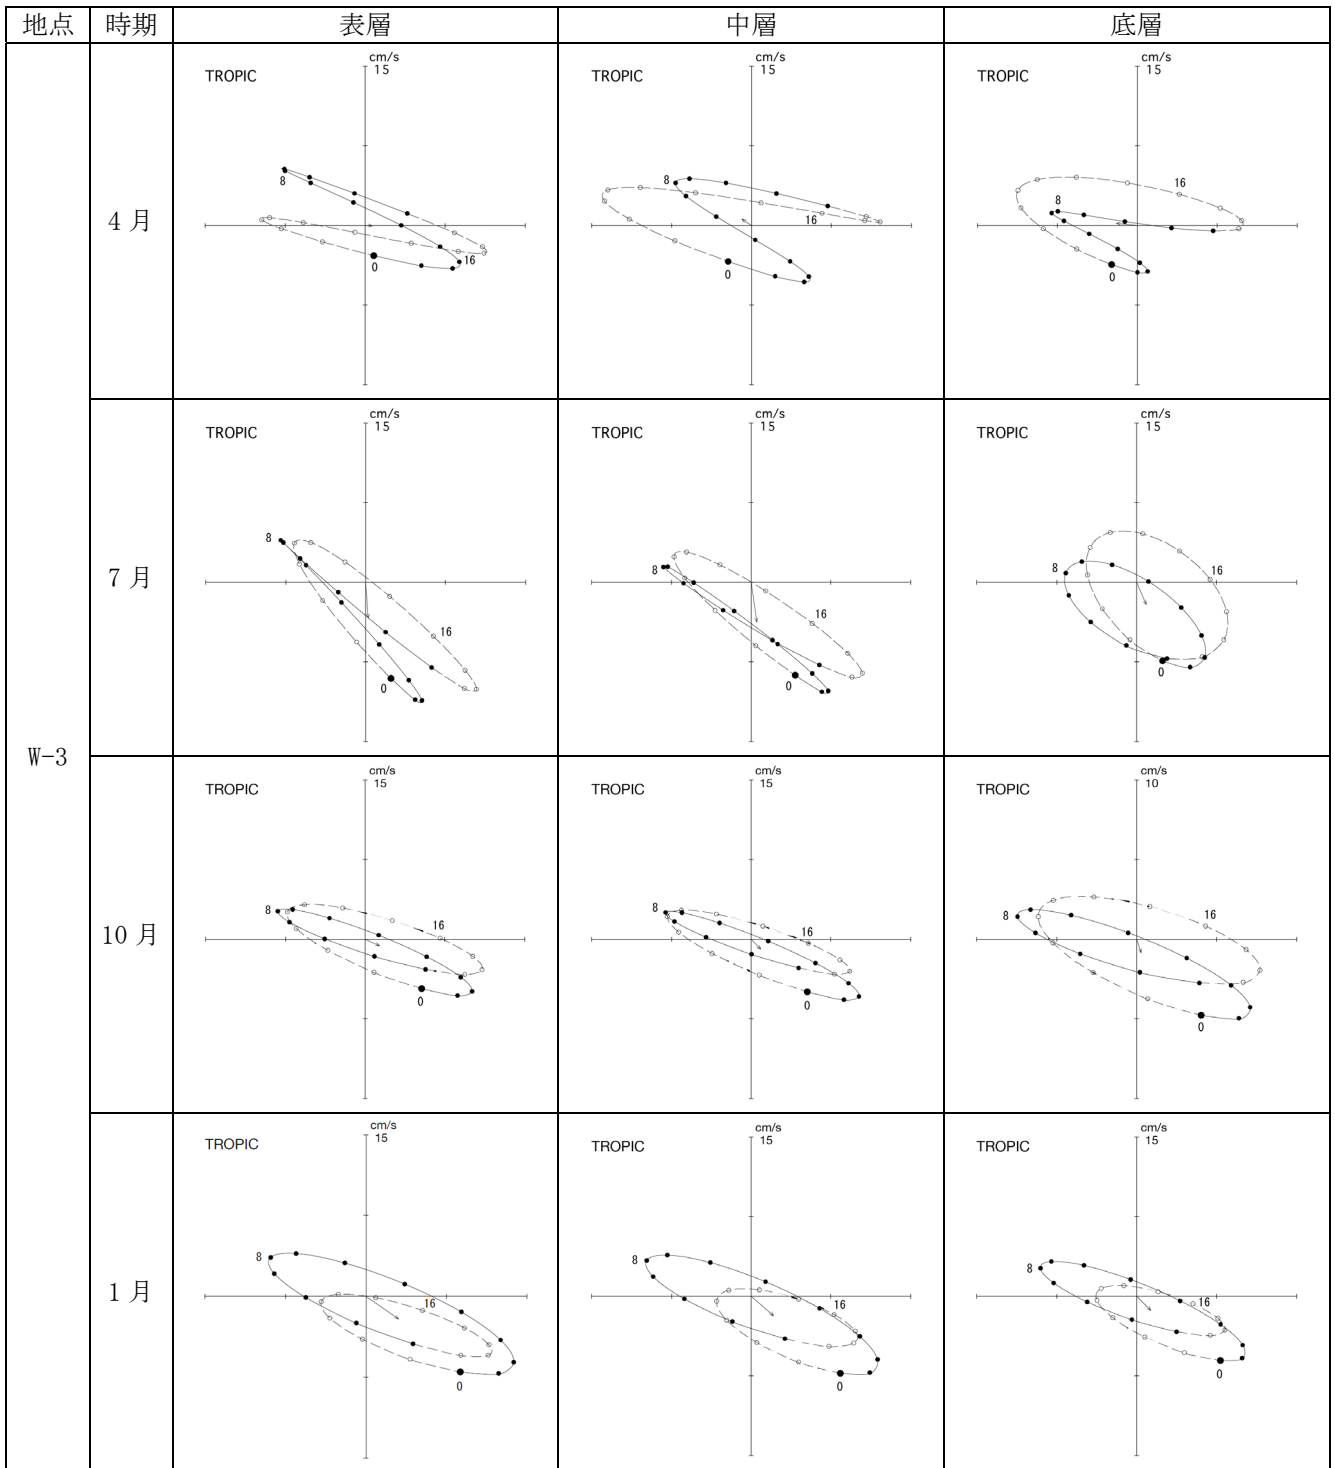 地点 時期 表層 中層 底層
W-3
4 月
TROPIC cm/s 15 8 0 16
TROPIC cm/s 15 8 16 0
TROPIC cm/s 15 16 8 0
7 月
TROPIC cm/s 15 8 16 0
TROPIC cm/s 15 8 16 0
TROPIC cm/s 15 8 16 0
10 月
TROPIC cm/s 15 8 16 0
TROPIC cm/s 15 8 16 0
TROPIC cm/s 10 8 16 0
1 月
TROPIC cm/s 15 8 16 0
TROPIC cm/s 15 8 16 0
TROPIC cm/s 15 8 16 0